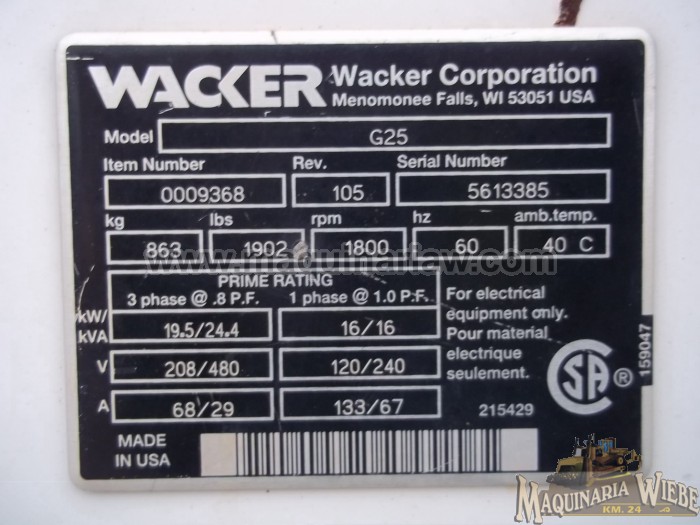 WACKER Wacker Corporation
Menomonee Falls, WI 53051 USA
Model G25
Item Number Rev. Serial Number
0009368 105 5613385
kg lbs rpm hz amb.temp.
863 1902 1800 60 40 C
www.maquinariaw.com
PRIME RATING
3 phase @ .8 P.F. 1 phase @ 1.0 P.F.
kW/
kVA 19.5/24.4 16/16
V 208/480 120/240
A 68/29 133/67
For electrical
equipment only.
Pour material
electrique
seulement.
CSA ®
215429
159047
MADE
IN USA
MAQUINARIA WIEBE
KM. 24